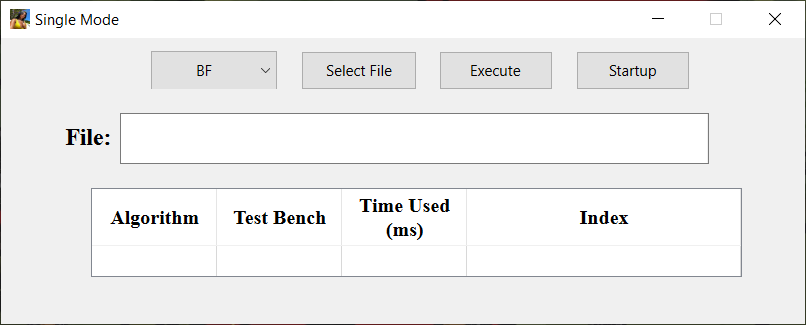 Single Mode
BF Select File Execute Startup
File:
Algorithm Test Bench Time Used (ms) Index